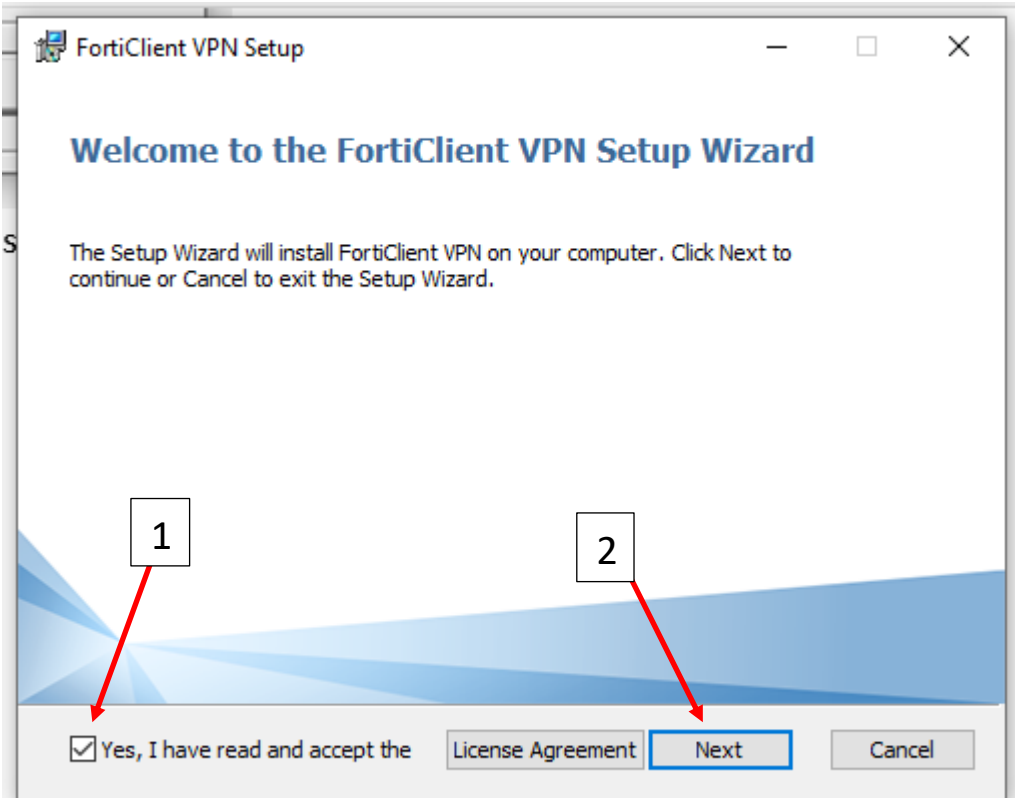 FortiClient VPN Setup
Welcome to the FortiClient VPN Setup Wizard
s
The Setup Wizard will install FortiClient VPN on your computer. Click Next to
continue or Cancel to exit the Setup Wizard.
1
2
Yes, I have read and accept the License Agreement Next Cancel